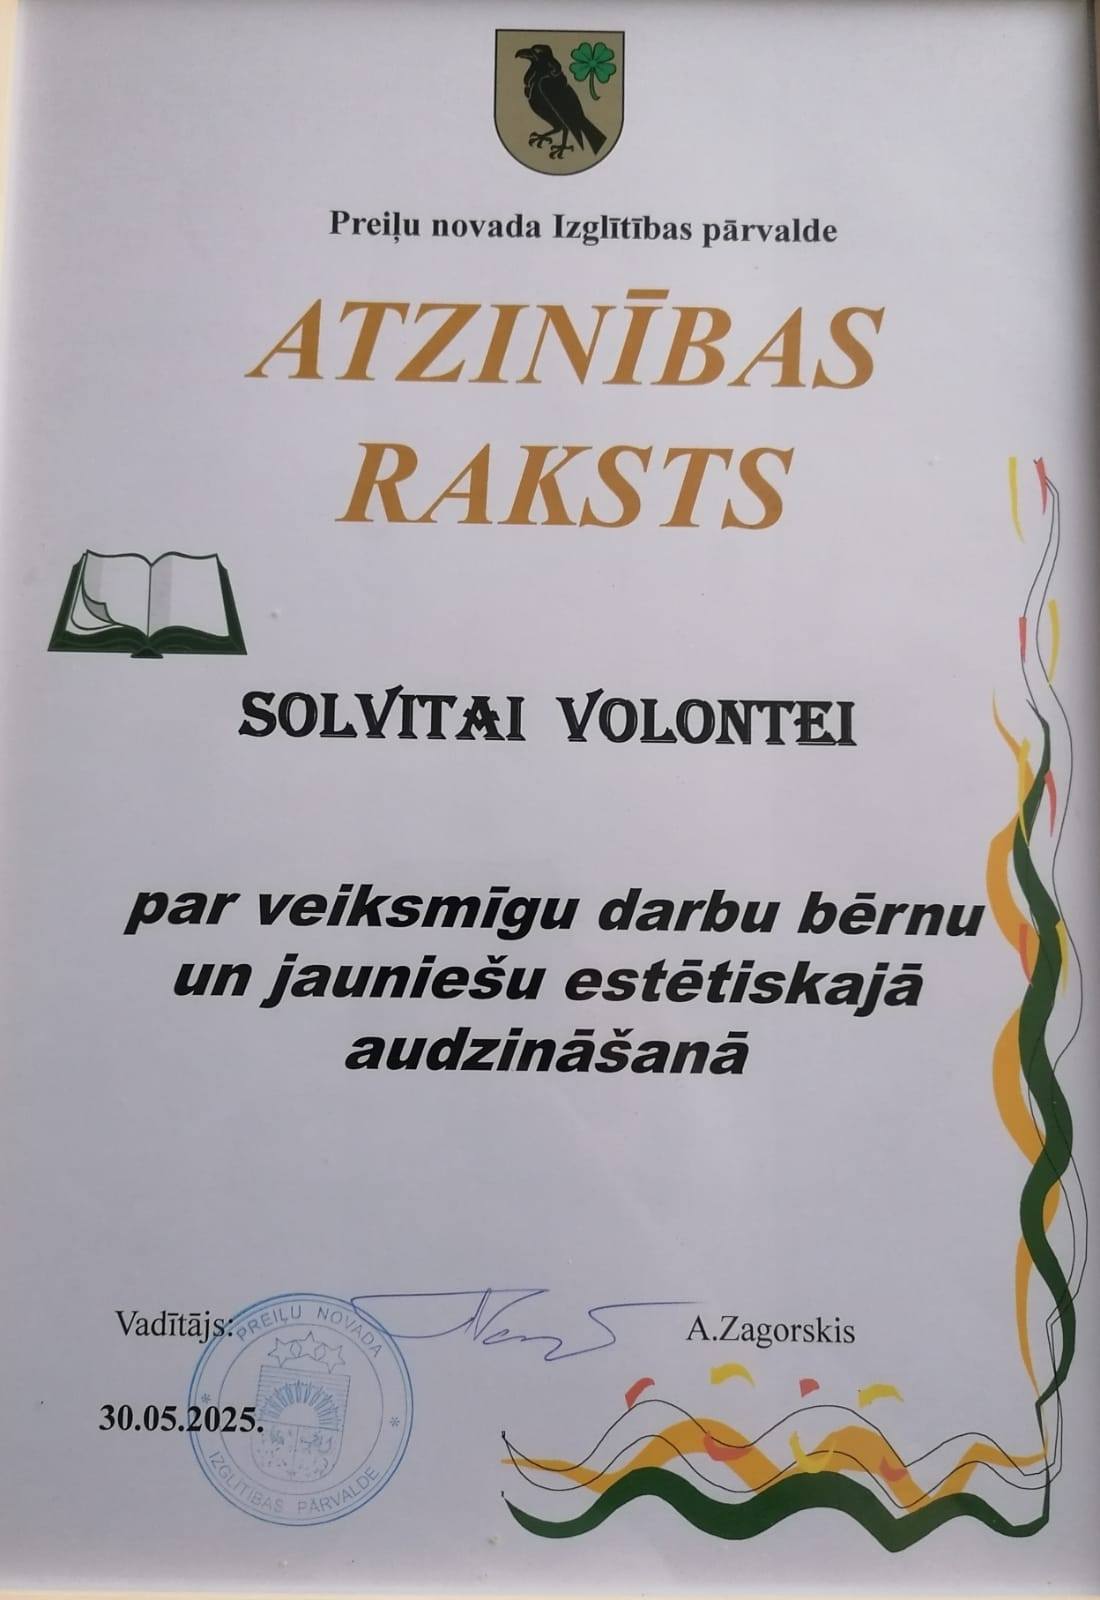 Preiļu novada Izglītības pārvalde
ATZINĪBAS
RAKSTS
SOLVITAI VOLONTEI
par veiksmīgu darbu bērnu
un jauniešu estētiskajā
audzināšanā
Vadītājs:
A.Zagorskis
30.05.2025.
PREIĻU NOVADA
IZGLĪTĪBAS PĀRVALDE